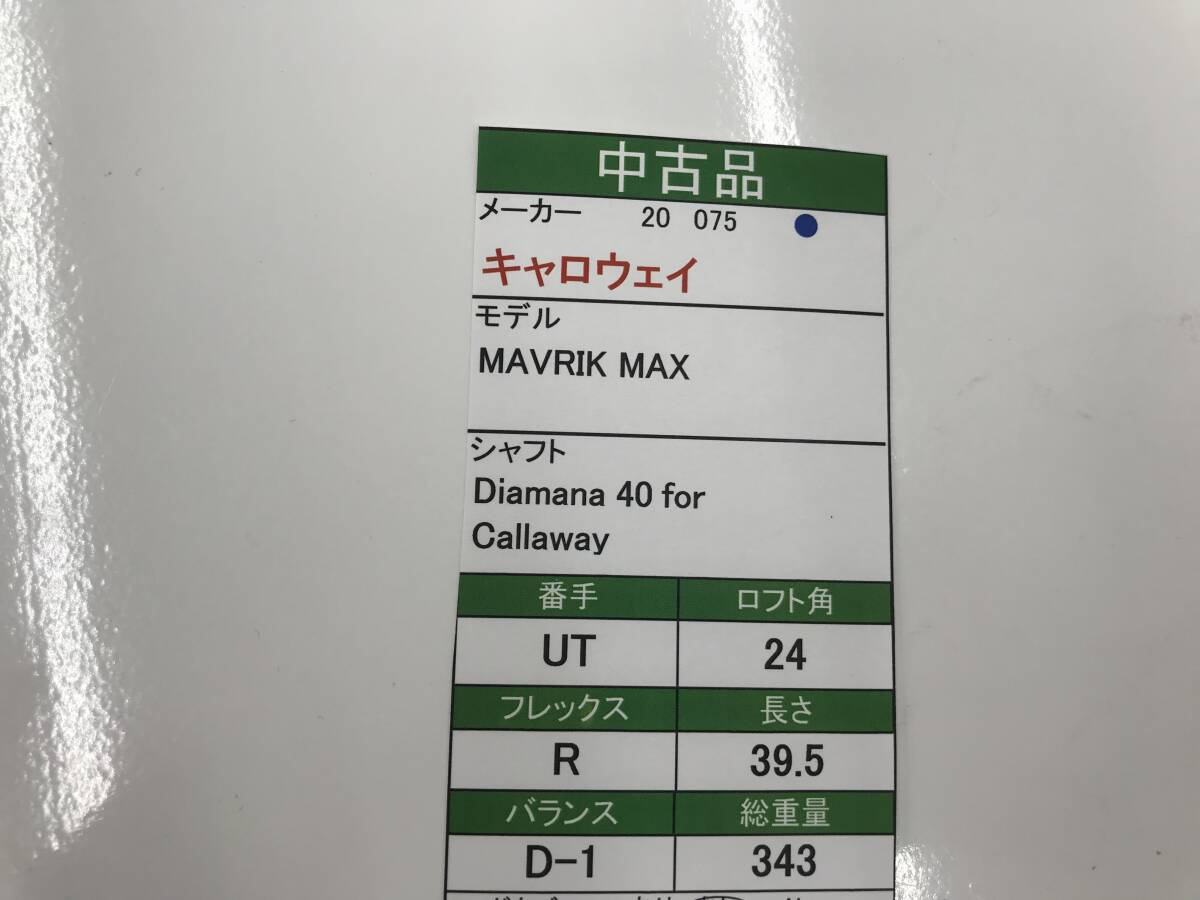 中古品
メーカー 20 075
キャロウェイ
モデル
MAVRIK MAX
シャフト
Diamana 40 for
Callaway
番手 ロフト角
UT 24
フレックス 長さ
R 39.5
バランス 総重量
D-1 343